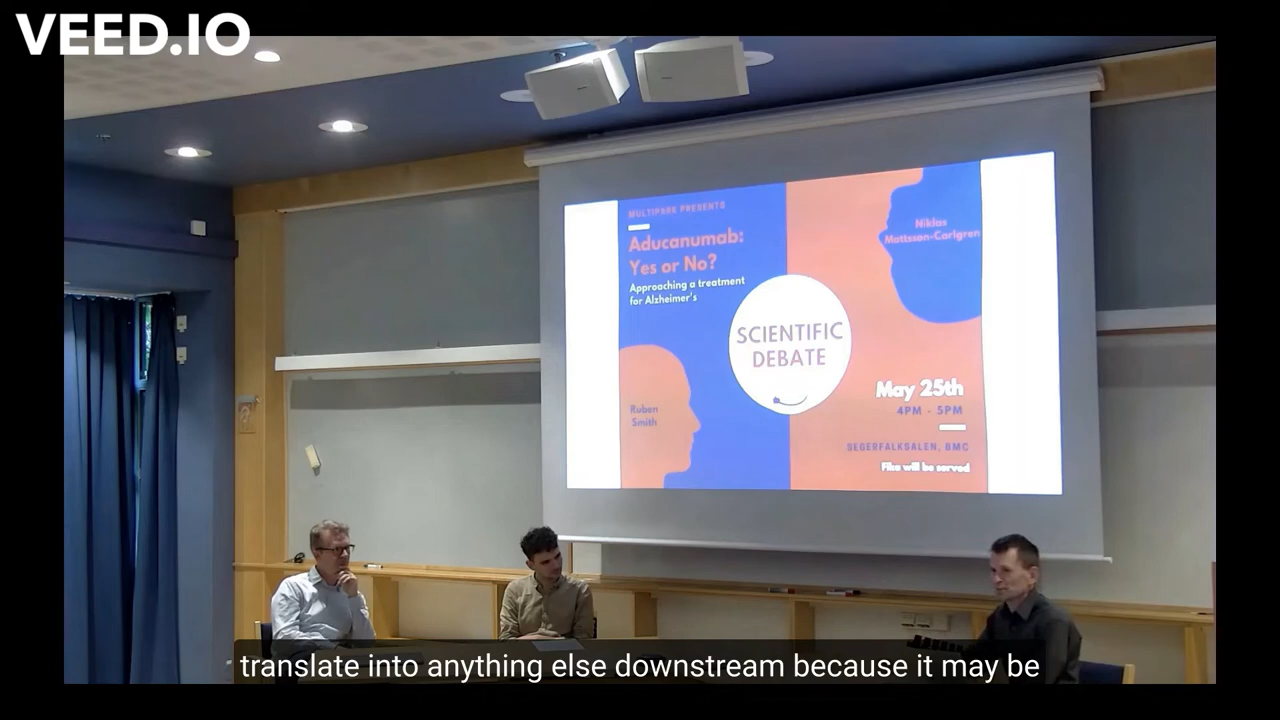 VEED.IO
MULTIPARK PRESENTS
Aducanumab:
Yes or No?
Approaching a treatment
for Alzheimer's
Niklas
Mattsson-Carlgren
SCIENTIFIC
DEBATE
Ruben
Smith
May 25th
4PM - 5PM
SEGERFALKSALEN, BMC
Fika will be served
translate into anything else downstream because it may be